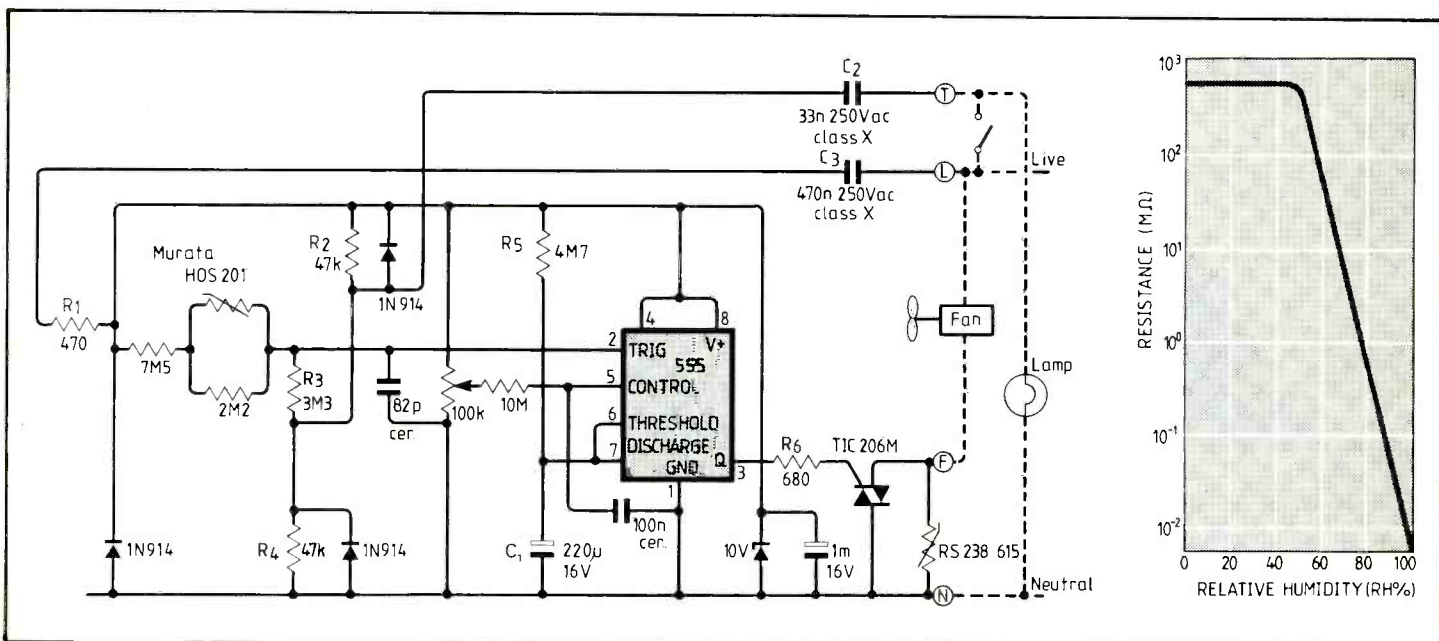 C2
33n 250Vac
class X
T
C3
470n 250Vac
class X
L
Live
Murata
HOS 201
R1
470
7M5
2M2
R2
47k
1N914
R3
3M3
82p
cer.
100k
10M
R5
4M7
4
8
2
TRIG
V+
555
5
CONTROL
6
THRESHOLD
7
DISCHARGE
Q
3
GND
1
R6
680
TIC 206M
F
Fan
Lamp
1N914
R4
47k
1N914
C1
220µ
16V
100n
cer.
10V
1m
16V
RS 238 615
N
Neutral
RESISTANCE (MΩ)
10³
10²
10¹
10⁰
10⁻¹
10⁻²
0 20 40 60 80 100
RELATIVE HUMIDITY (RH%)